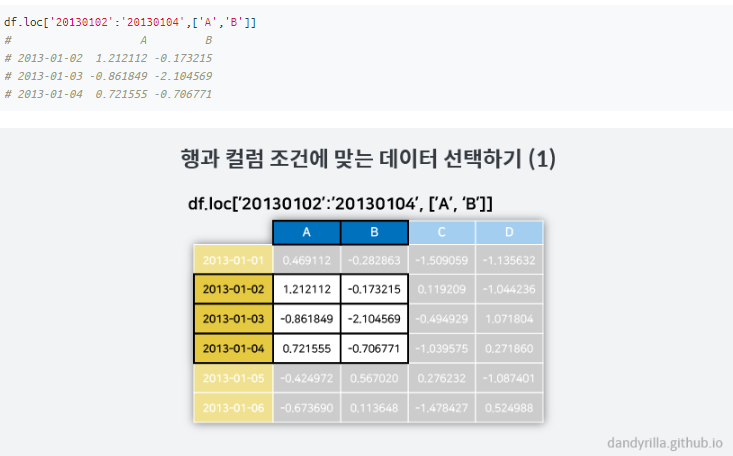 df.loc['20130102':'20130104',['A','B']]
#                   A         B
# 2013-01-02  1.212112 -0.173215
# 2013-01-03 -0.861849 -2.104569
# 2013-01-04  0.721555 -0.706771
행과 컬럼 조건에 맞는 데이터 선택하기 (1)
df.loc['20130102':'20130104', ['A', 'B']]
A B C D
2013-01-01 0.469112 -0.282863 -1.509059 -1.135632
2013-01-02 1.212112 -0.173215 0.119209 -1.044236
2013-01-03 -0.861849 -2.104569 -0.494929 1.071804
2013-01-04 0.721555 -0.706771 -1.039575 0.271860
2013-01-05 -0.424972 0.567020 0.276232 -1.087401
2013-01-06 -0.673690 0.113648 -1.478427 0.524988
dandyrilla.github.io